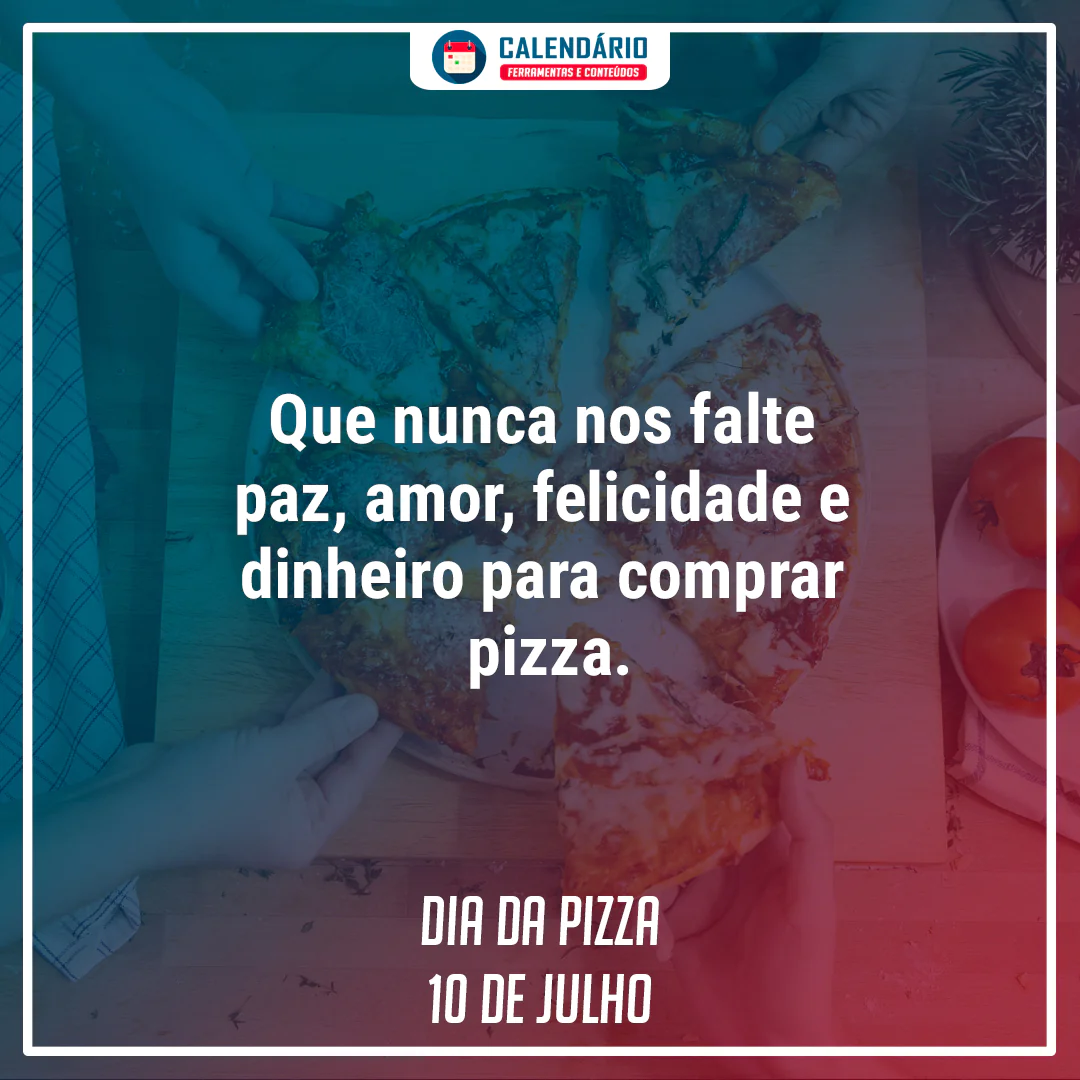 CALENDÁRIO
FERRAMENTAS E CONTEÚDOS
Que nunca nos falte
paz, amor, felicidade e
dinheiro para comprar
pizza.
DIA DA PIZZA
10 DE JULHO